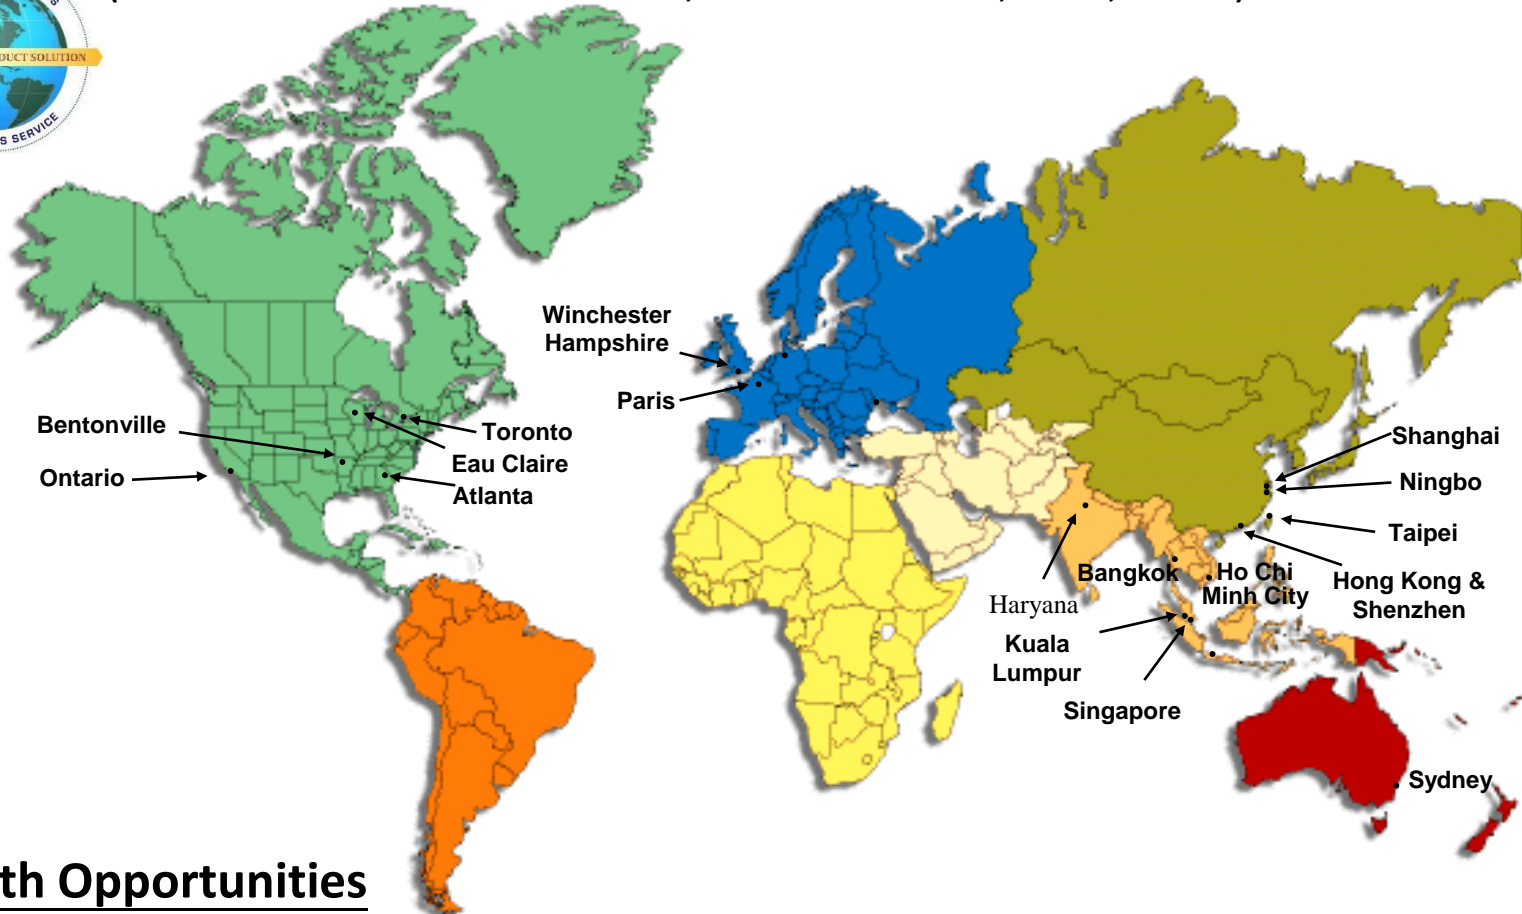 DUCT SOLUTION
S SERVICE
Winchester
Hampshire
Paris
Bentonville
Ontario
Toronto
Eau Claire
Atlanta
Shanghai
Ningbo
Taipei
Hong Kong &
Shenzhen
Bangkok
Ho Chi
Minh City
Haryana
Kuala
Lumpur
Singapore
Sydney
th Opportunities